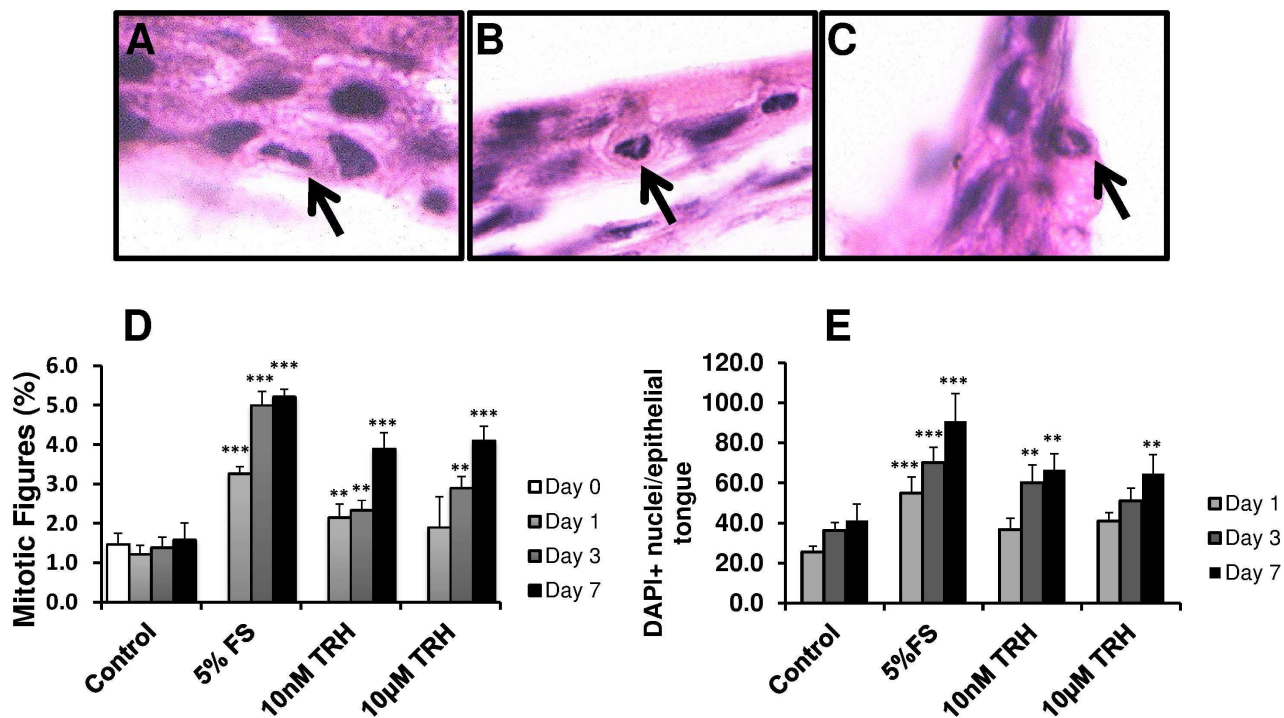 A
B
C
D
Mitotic Figures (%)
6.0
5.0
4.0
3.0
2.0
1.0
0.0
***
***
***
**
**
***
**
***
Control
5% FS
10nM TRH
10µM TRH
Day 0
Day 1
Day 3
Day 7
E
DAPI+ nuclei/epithelial
tongue
120.0
100.0
80.0
60.0
40.0
20.0
0.0
***
***
***
**
**
**
Control
5%FS
10nM TRH
10µM TRH
Day 1
Day 3
Day 7